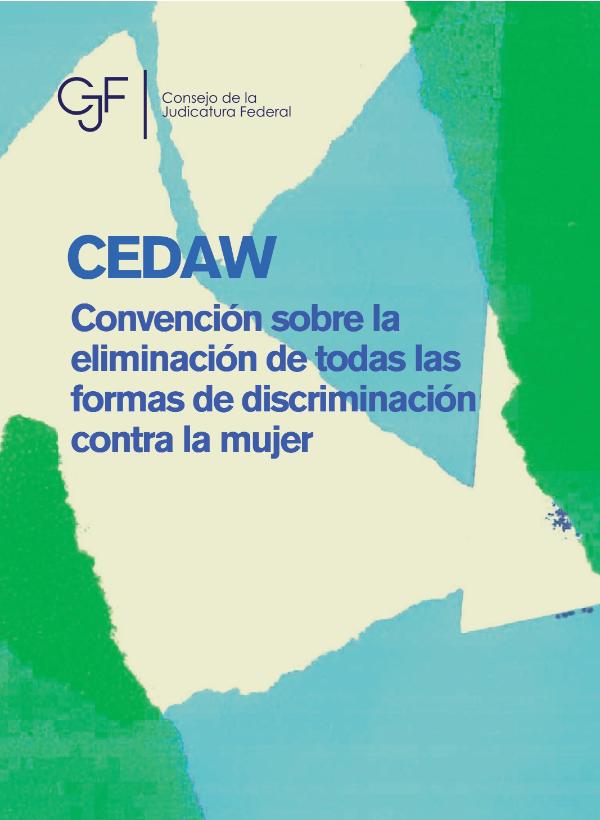 CJF
Consejo de la
Judicatura Federal
CEDAW
Convención sobre la
eliminación de todas las
formas de discriminación
contra la mujer